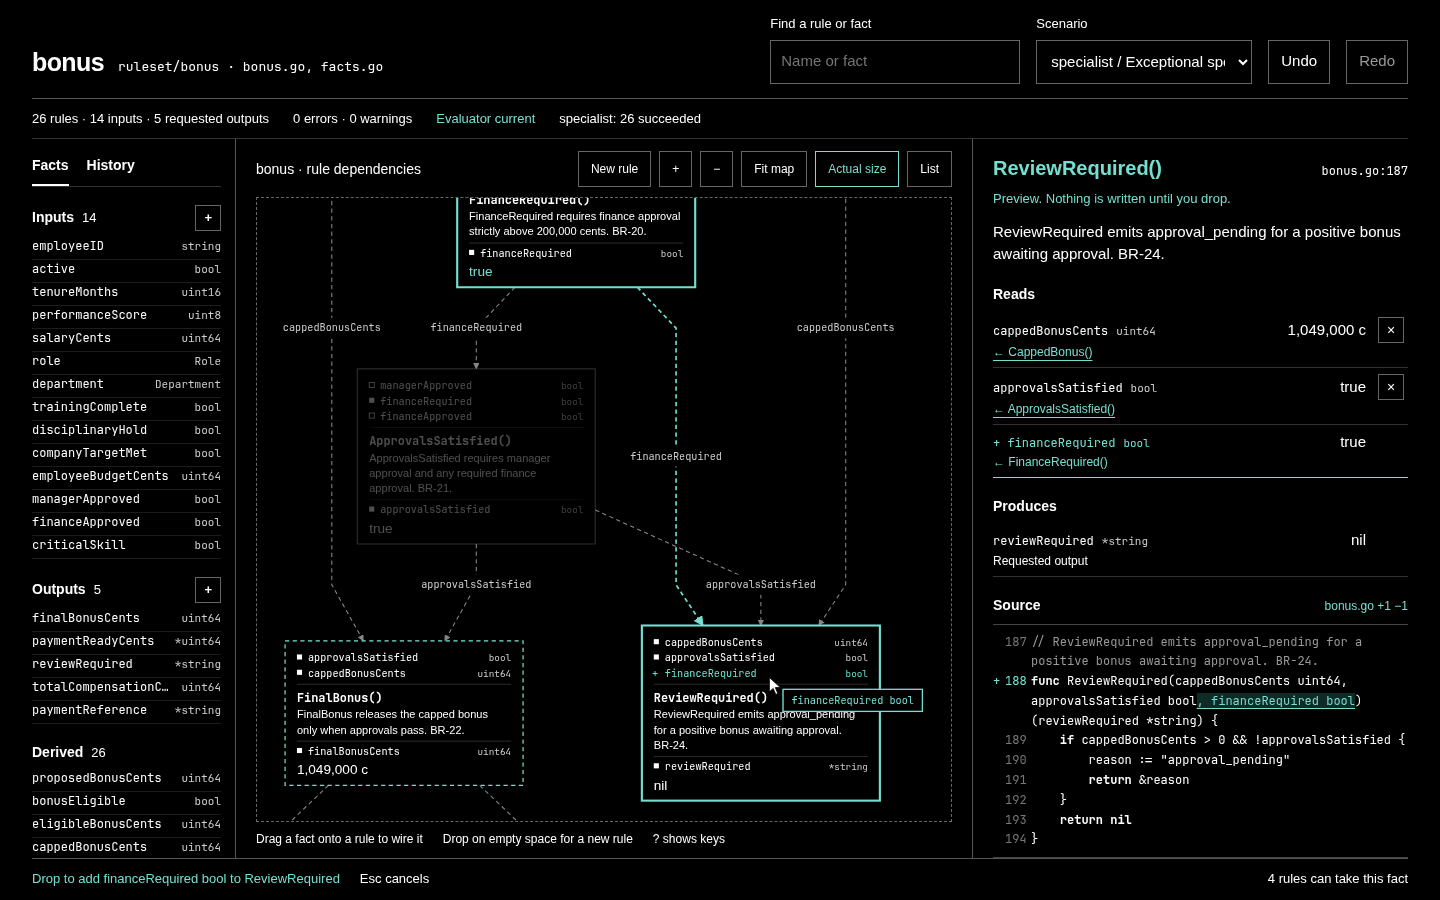 Find a rule or fact
Scenario
bonus ruleset/bonus · bonus.go, facts.go
Name or fact
specialist / Exceptional spe
Undo
Redo
26 rules · 14 inputs · 5 requested outputs
0 errors · 0 warnings
Evaluator current
specialist: 26 succeeded
Facts
History
Inputs 14
+
employeeID string
active bool
tenureMonths uint16
performanceScore uint8
salaryCents uint64
role Role
department Department
trainingComplete bool
disciplinaryHold bool
companyTargetMet bool
employeeBudgetCents uint64
managerApproved bool
financeApproved bool
criticalSkill bool
Outputs 5
+
finalBonusCents uint64
paymentReadyCents *uint64
reviewRequired *string
totalCompensationC… uint64
paymentReference *string
Derived 26
proposedBonusCents uint64
bonusEligible bool
eligibleBonusCents uint64
cappedBonusCents uint64
bonus · rule dependencies
New rule
+
−
Fit map
Actual size
List
FinanceRequired()
FinanceRequired requires finance approval
strictly above 200,000 cents. BR-20.
financeRequired bool
true
cappedBonusCents
financeRequired
cappedBonusCents
managerApproved bool
financeRequired bool
financeApproved bool
ApprovalsSatisfied()
ApprovalsSatisfied requires manager
approval and any required finance
approval. BR-21.
approvalsSatisfied bool
true
financeRequired
approvalsSatisfied
approvalsSatisfied
approvalsSatisfied bool
cappedBonusCents uint64
FinalBonus()
FinalBonus releases the capped bonus
only when approvals pass. BR-22.
finalBonusCents uint64
1,049,000 c
cappedBonusCents uint64
approvalsSatisfied bool
+ financeRequired bool
ReviewRequired()
financeRequired bool
ReviewRequired emits approval_pending
for a positive bonus awaiting approval.
BR-24.
reviewRequired *string
nil
Drag a fact onto a rule to wire it
Drop on empty space for a new rule
? shows keys
ReviewRequired()
bonus.go:187
Preview. Nothing is written until you drop.
ReviewRequired emits approval_pending for a positive bonus
awaiting approval. BR-24.
Reads
cappedBonusCents uint64 1,049,000 c ×
← CappedBonus()
approvalsSatisfied bool true ×
← ApprovalsSatisfied()
+ financeRequired bool true
← FinanceRequired()
Produces
reviewRequired *string nil
Requested output
Source
bonus.go +1 −1
187 // ReviewRequired emits approval_pending for a
positive bonus awaiting approval. BR-24.
+ 188 func ReviewRequired(cappedBonusCents uint64,
approvalsSatisfied bool, financeRequired bool)
(reviewRequired *string) {
189 if cappedBonusCents > 0 && !approvalsSatisfied {
190 reason := "approval_pending"
191 return &reason
192 }
193 return nil
194 }
Drop to add financeRequired bool to ReviewRequired
Esc cancels
4 rules can take this fact